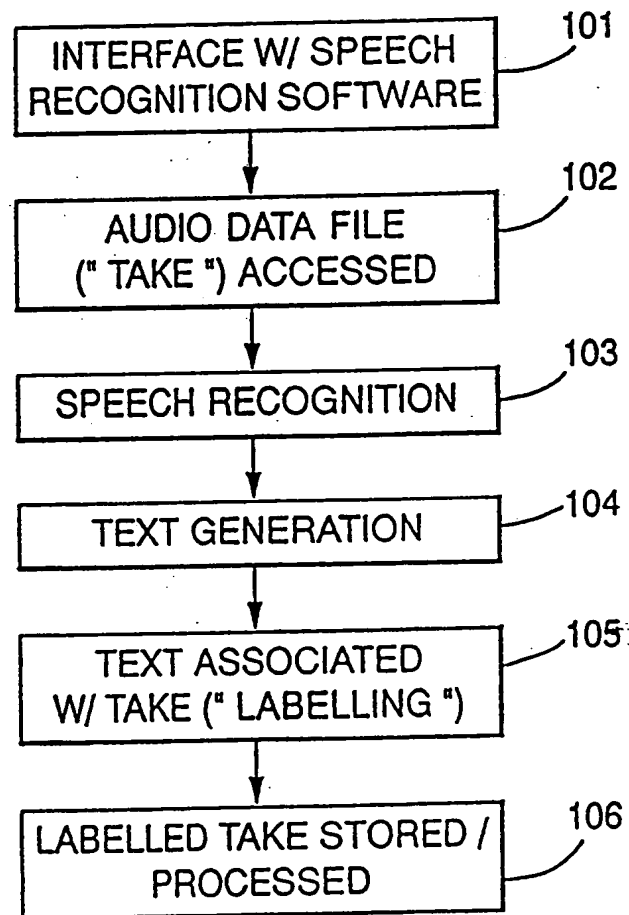 101
INTERFACE W/ SPEECH
RECOGNITION SOFTWARE
102
AUDIO DATA FILE
(" TAKE ") ACCESSED
103
SPEECH RECOGNITION
104
TEXT GENERATION
105
TEXT ASSOCIATED
W/ TAKE (" LABELLING ")
106
LABELLED TAKE STORED /
PROCESSED